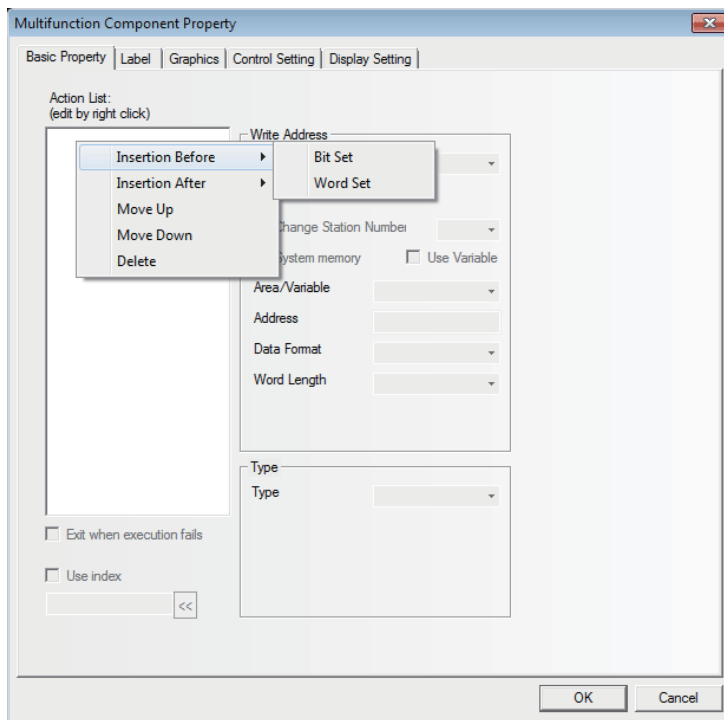 Multifunction Component Property
Basic Property Label Graphics Control Setting Display Setting
Action List:
(edit by right click)
Write Address
Insertion Before
Bit Set
Insertion After
Word Set
Move Up
Move Down
Delete
Change Station Number
System memory
Use Variable
Area/Variable
Address
Data Format
Word Length
Type
Type
Exit when execution fails
Use index
<<
OK
Cancel